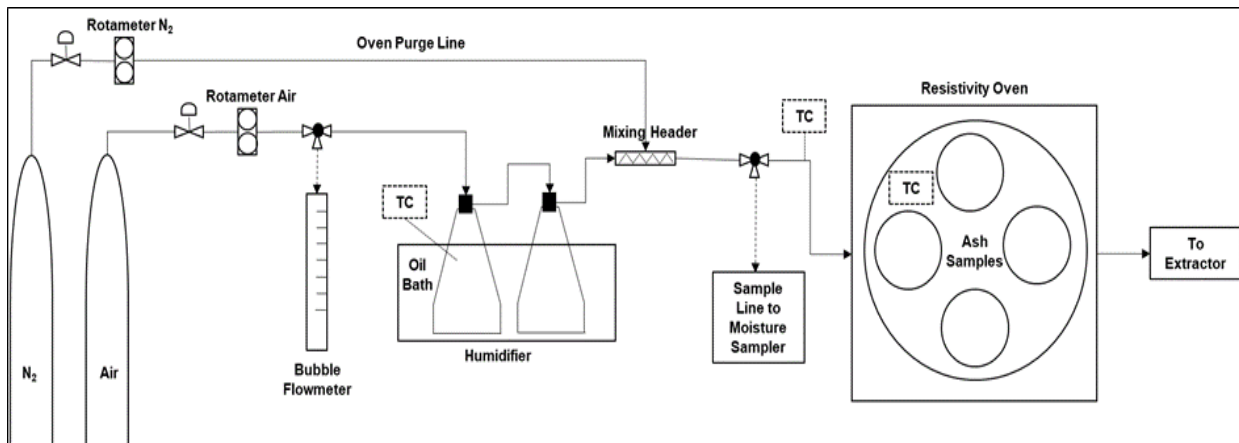 Rotameter N2
Oven Purge Line
Rotameter Air
Resistivity Oven
TC
Mixing Header
TC
TC
Ash
Samples
To
Extractor
Oil
Bath
Sample
Line to
Moisture
Sampler
Humidifier
Bubble
Flowmeter
N2
Air